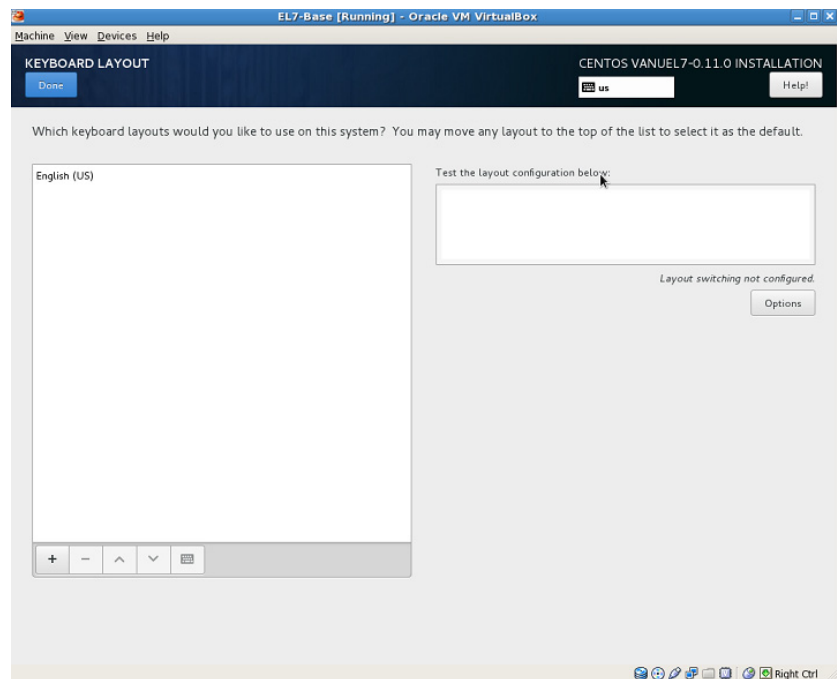 EL7-Base [Running] - Oracle VM VirtualBox
Machine View Devices Help
KEYBOARD LAYOUT
CENTOS VANUEL7-0.11.0 INSTALLATION
Done
us
Help!
Which keyboard layouts would you like to use on this system? You may move any layout to the top of the list to select it as the default.
English (US)
Test the layout configuration below:
Layout switching not configured.
Options
Right Ctrl